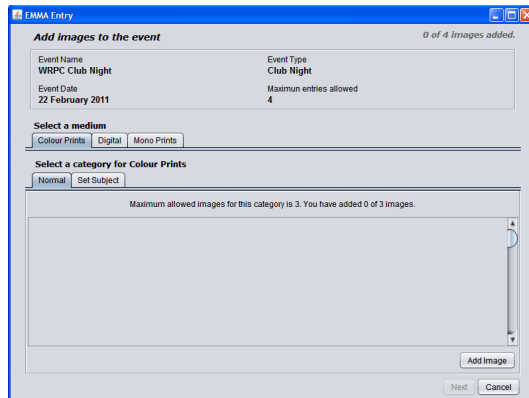 EMMA Entry
Add images to the event
0 of 4 images added.
Event Name
Event Type
WRPC Club Night
Club Night
Event Date
Maximun entries allowed
22 February 2011
4
Select a medium
Colour Prints Digital Mono Prints
Select a category for Colour Prints
Normal Set Subject
Maximum allowed images for this category is 3. You have added 0 of 3 images.
Add Image
Next Cancel